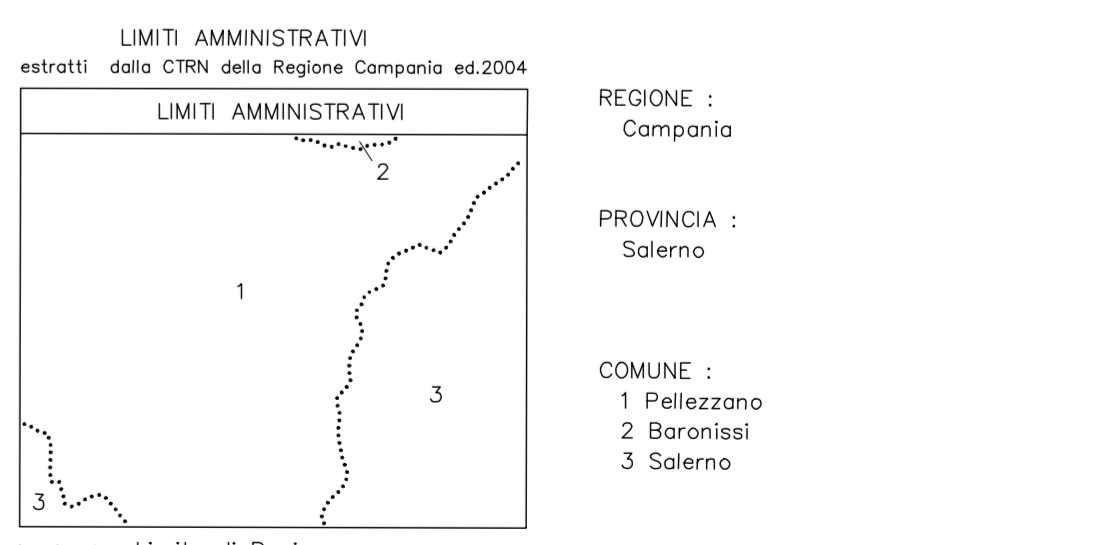 LIMITI AMMINISTRATIVI
estratti dalla CTRN della Regione Campania ed.2004
LIMITI AMMINISTRATIVI
2
1
3
3
REGIONE :
Campania
PROVINCIA :
Salerno
COMUNE :
1 Pellezzano
2 Baronissi
3 Salerno